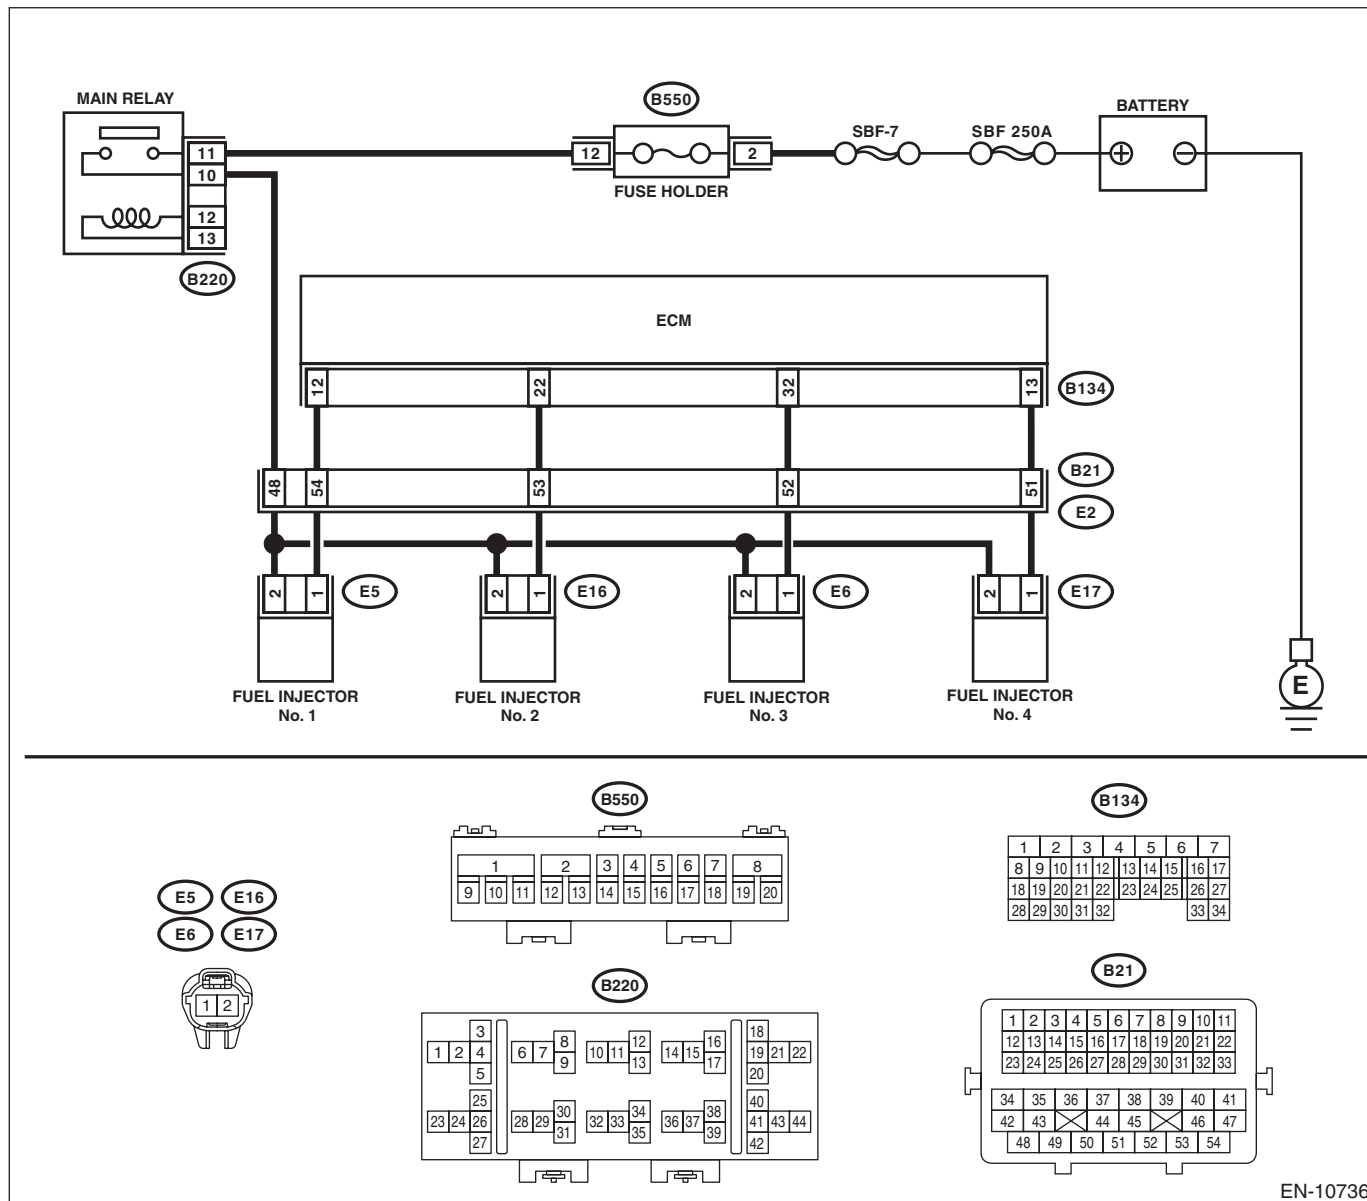 MAIN RELAY
B550
BATTERY
SBF-7
SBF 250A
11
12
2
10
FUSE HOLDER
12
13
B220
ECM
12
22
32
13
B134
48
54
53
52
51
B21
E2
2
1
E5
2
1
E16
2
1
E6
2
1
E17
E
FUEL INJECTOR
No. 1
FUEL INJECTOR
No. 2
FUEL INJECTOR
No. 3
FUEL INJECTOR
No. 4
E5 E16
E6 E17
1 2
B550
1 2 3 4 5 6 7 8
9 10 11 12 13 14 15 16 17 18 19 20
B134
1 2 3 4 5 6 7
8 9 10 11 12 13 14 15 16 17
18 19 20 21 22 23 24 25 26 27
28 29 30 31 32 33 34
B220
3 8 12 16 18
1 2 4 6 7 9 10 11 13 14 15 17 19 21 22
5 20
25 30 34 38 40
23 24 26 28 29 31 32 33 35 36 37 39 41 43 44
27 42
B21
1 2 3 4 5 6 7 8 9 10 11
12 13 14 15 16 17 18 19 20 21 22
23 24 25 26 27 28 29 30 31 32 33
34 35 36 37 38 39 40 41
42 43 44 45 46 47
48 49 50 51 52 53 54
EN-10736